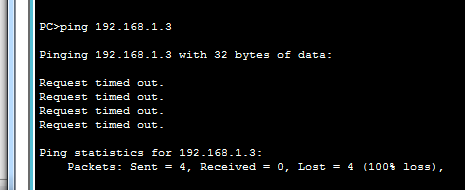 PC>ping 192.168.1.3
Pinging 192.168.1.3 with 32 bytes of data:
Request timed out.
Request timed out.
Request timed out.
Request timed out.
Ping statistics for 192.168.1.3:
Packets: Sent = 4, Received = 0, Lost = 4 (100% loss),